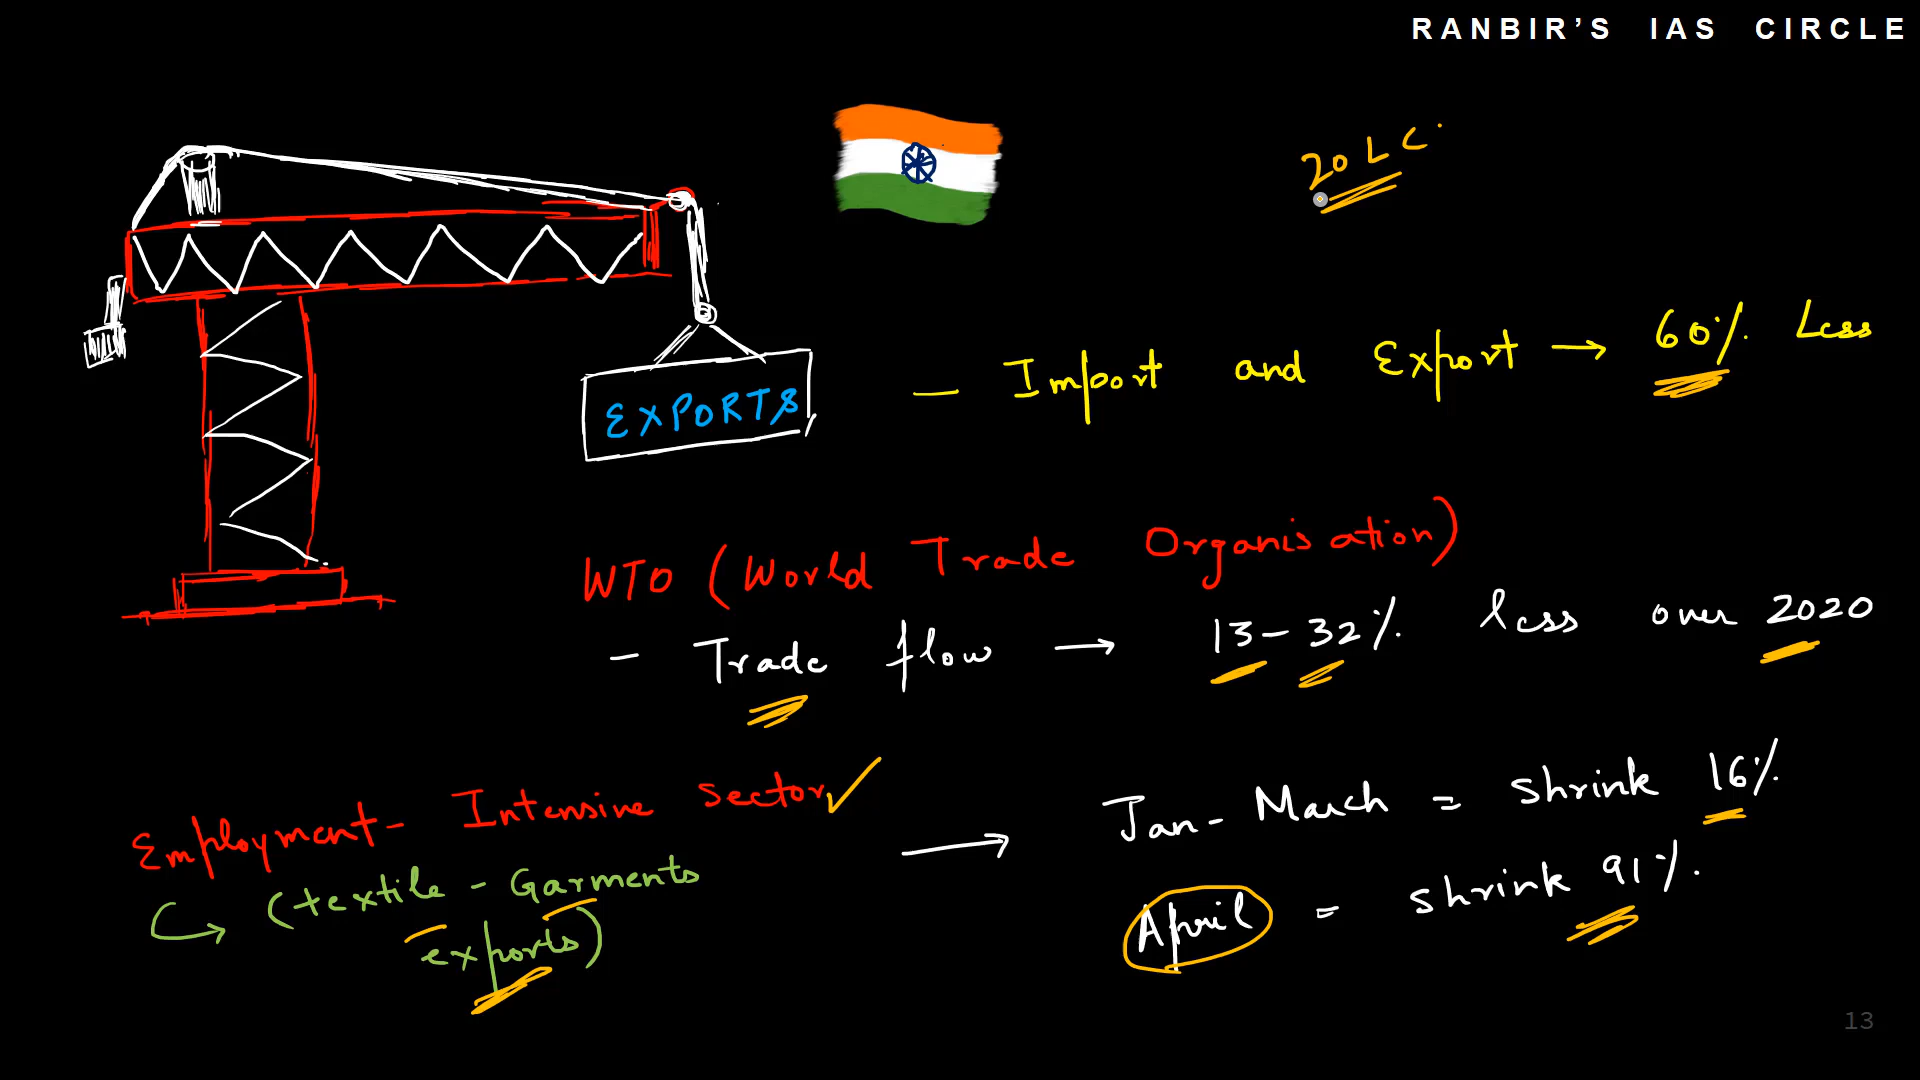 RANBIR'S IAS CIRCLE
20 L C
EXPORTS
- Import and Export → 60% Less
WTO (World Trade Organisation)
- Trade flow → 13-32% less over 2020
Employment- Intensive sector
→ Jan- March = shrink 16%
(textile - Garments
exports)
April = shrink 91%.
13